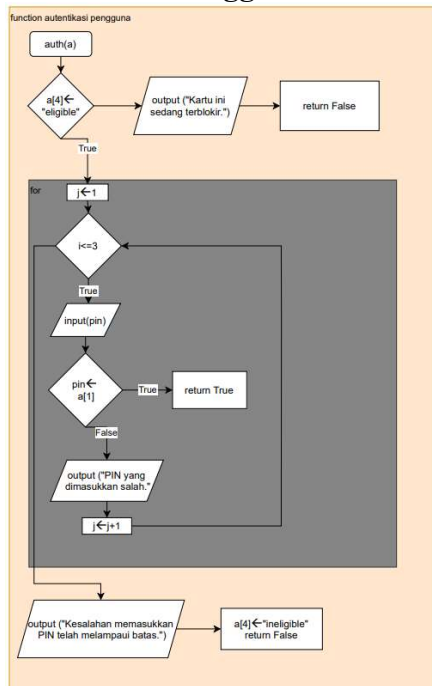 function autentikasi pengguna
auth(a)
a[4]←
"eligible"
output ("Kartu ini
sedang terblokir.")
return False
True
for
j←1
i<=3
True
input(pin)
pin←
a[1]
True
return True
False
output ("PIN yang
dimasukkan salah."
j←j+1
output ("Kesalahan memasukkan
PIN telah melampaui batas.")
a[4]←"ineligible"
return False